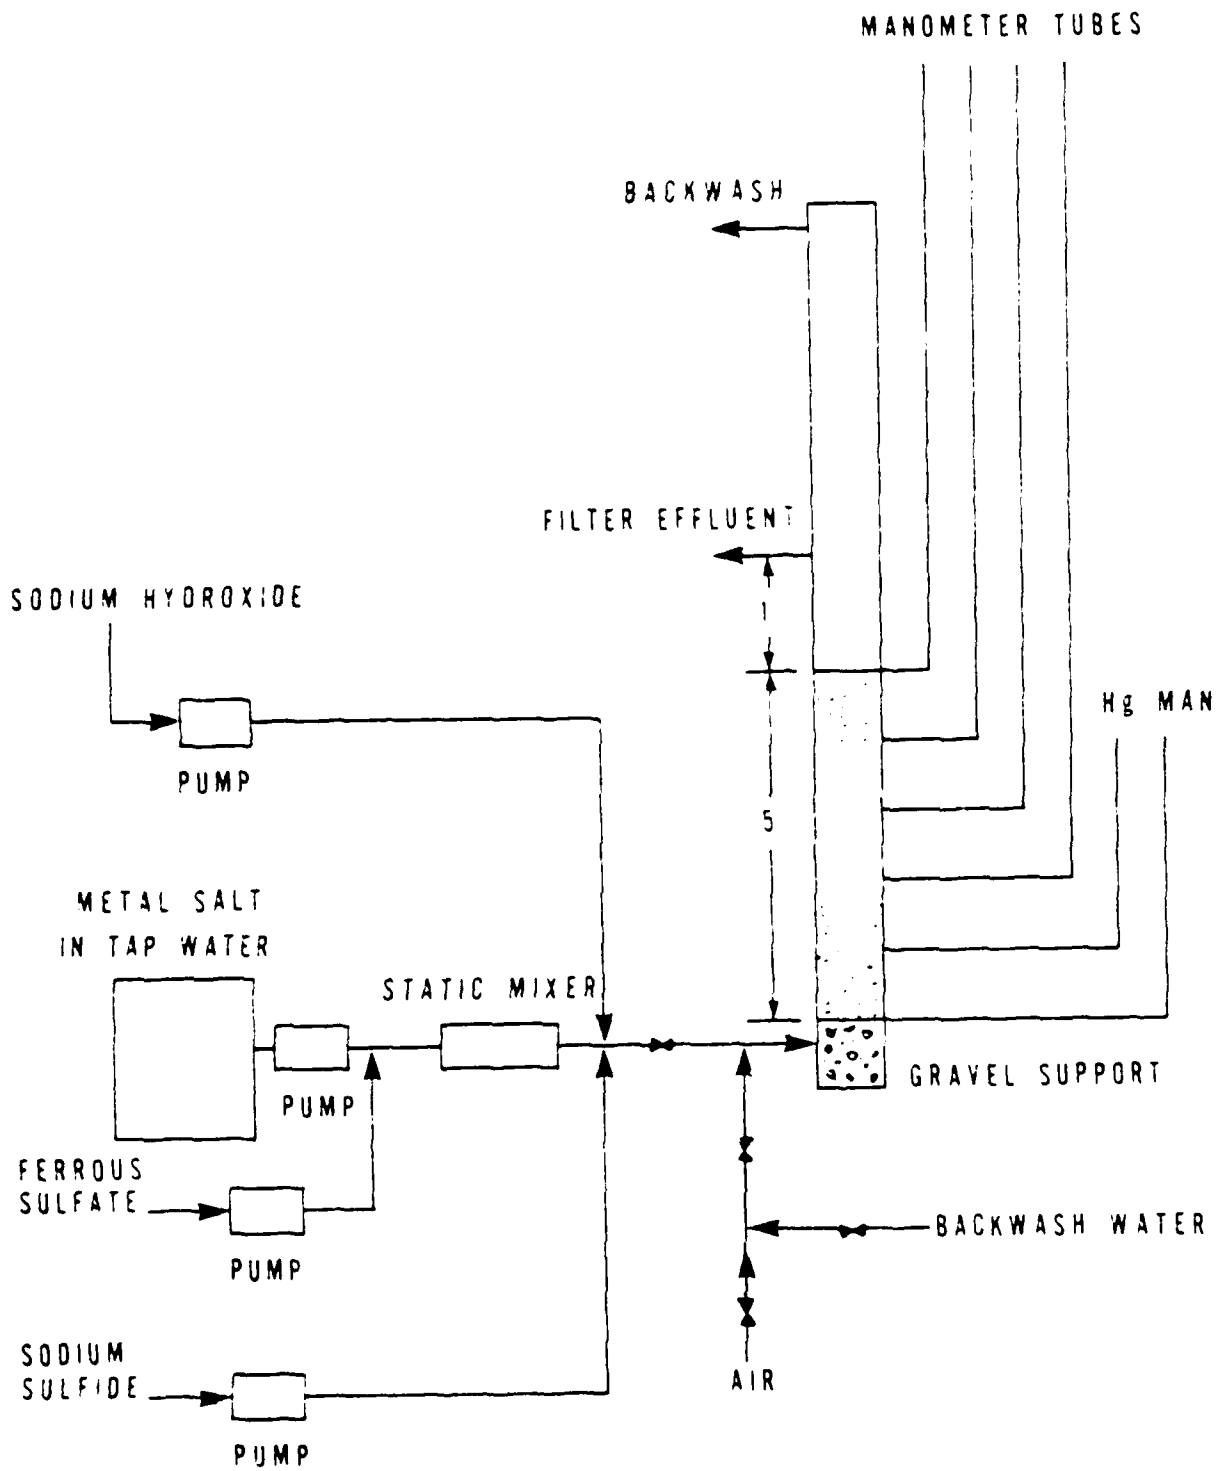 MANOMETER TUBES
BACKWASH
FILTER EFFLUENT
1
SODIUM HYDROXIDE
PUMP
Hg MAN
5
METAL SALT
IN TAP WATER
STATIC MIXER
PUMP
GRAVEL SUPPORT
FERROUS
SULFATE
PUMP
BACKWASH WATER
SODIUM
SULFIDE
AIR
PUMP